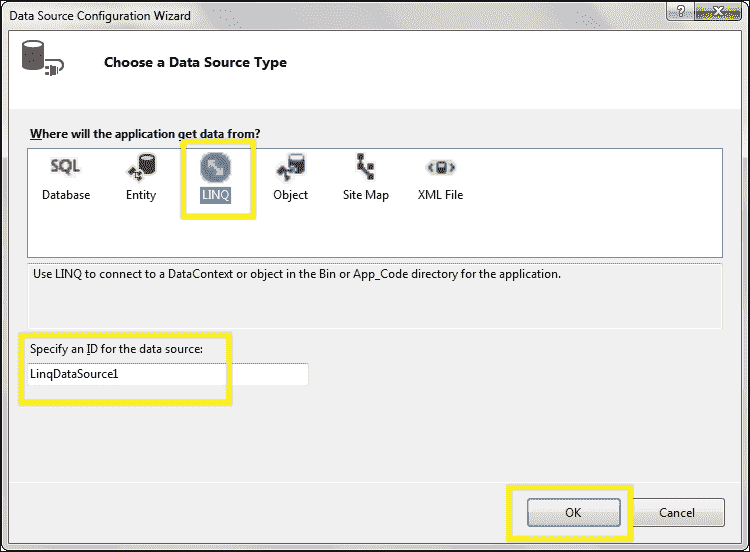 Data Source Configuration Wizard
?
Choose a Data Source Type
Where will the application get data from?
SQL
Database
Entity
LINQ
Object
Site Map
XML File
Use LINQ to connect to a DataContext or object in the Bin or App_Code directory for the application.
Specify an ID for the data source:
LinqDataSource1
OK
Cancel